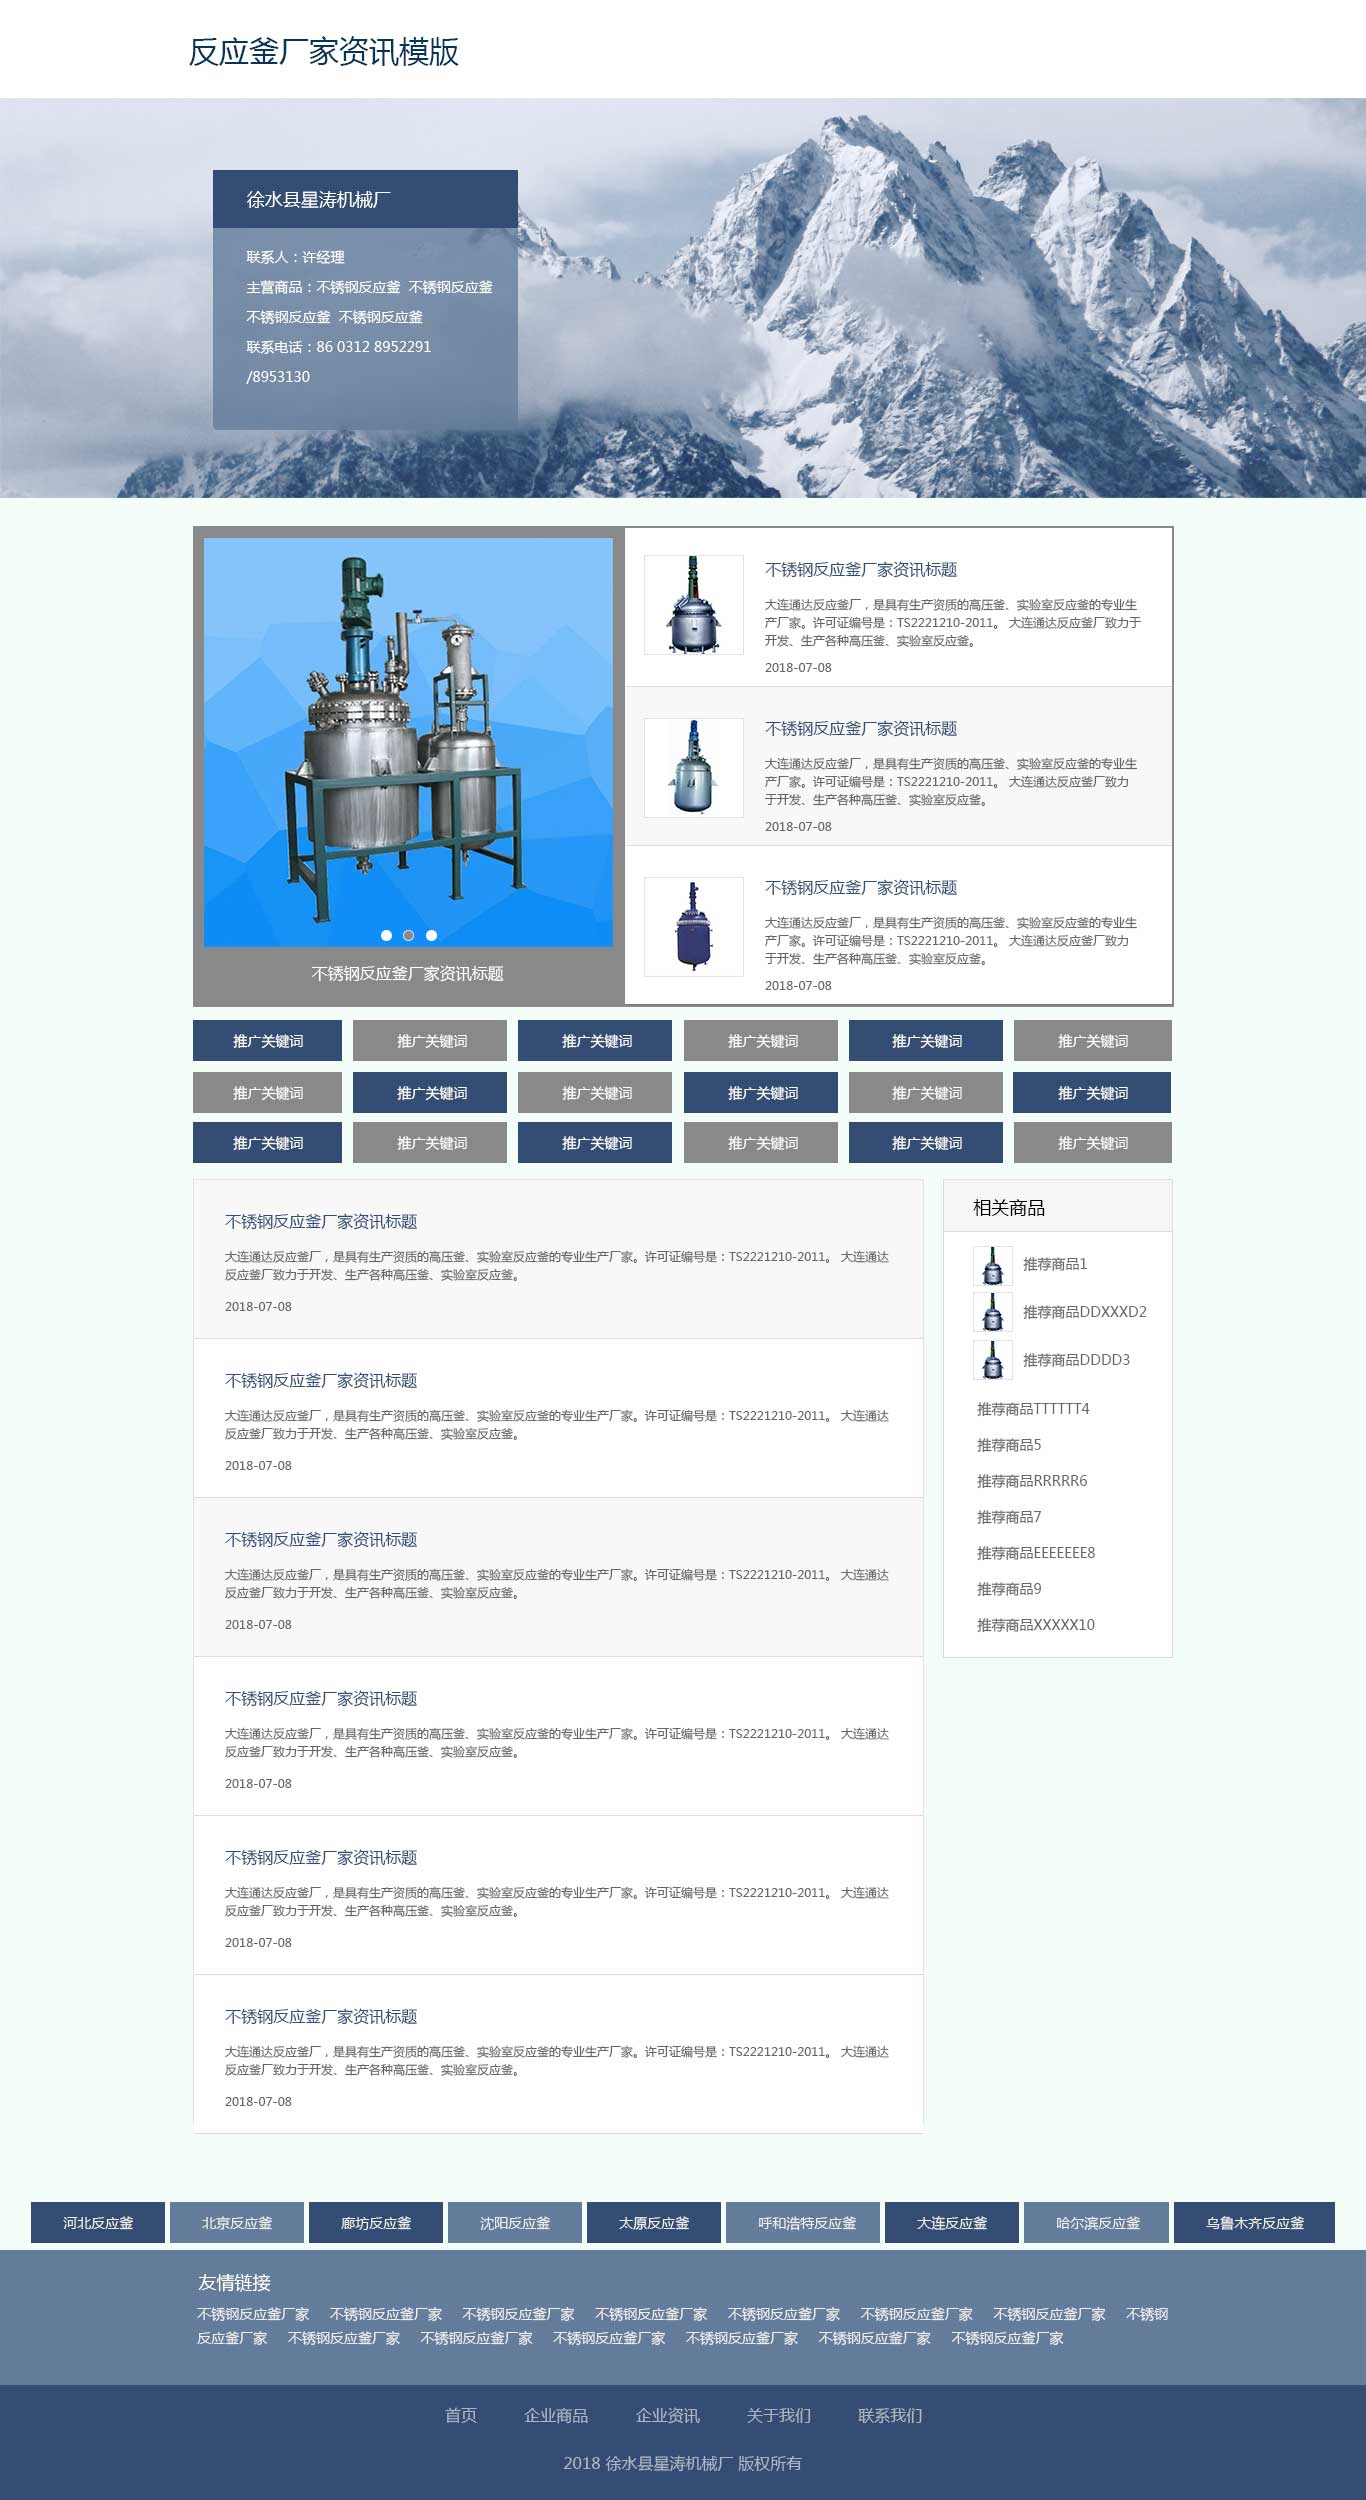 反应釜厂家资讯模版
徐水县星涛机械厂
联系人：许经理
主营商品：不锈钢反应釜 不锈钢反应釜
不锈钢反应釜 不锈钢反应釜
联系电话：86 0312 8952291
/8953130
不锈钢反应釜厂家资讯标题
不锈钢反应釜厂家资讯标题
大连通达反应釜厂，是具有生产资质的高压釜、实验室反应釜的专业生
产厂家。许可证编号是：TS2221210-2011。 大连通达反应釜厂致力于
开发、生产各种高压釜、实验室反应釜。
2018-07-08
不锈钢反应釜厂家资讯标题
大连通达反应釜厂，是具有生产资质的高压釜、实验室反应釜的专业生
产厂家。许可证编号是：TS2221210-2011。 大连通达反应釜厂致力
于开发、生产各种高压釜、实验室反应釜。
2018-07-08
不锈钢反应釜厂家资讯标题
大连通达反应釜厂，是具有生产资质的高压釜、实验室反应釜的专业生
产厂家。许可证编号是：TS2221210-2011。 大连通达反应釜厂致力
于开发、生产各种高压釜、实验室反应釜。
2018-07-08
推广关键词 推广关键词 推广关键词 推广关键词 推广关键词 推广关键词
推广关键词 推广关键词 推广关键词 推广关键词 推广关键词 推广关键词
推广关键词 推广关键词 推广关键词 推广关键词 推广关键词 推广关键词
不锈钢反应釜厂家资讯标题
大连通达反应釜厂，是具有生产资质的高压釜、实验室反应釜的专业生产厂家。许可证编号是：TS2221210-2011。 大连通达
反应釜厂致力于开发、生产各种高压釜、实验室反应釜。
2018-07-08
不锈钢反应釜厂家资讯标题
大连通达反应釜厂，是具有生产资质的高压釜、实验室反应釜的专业生产厂家。许可证编号是：TS2221210-2011。 大连通达
反应釜厂致力于开发、生产各种高压釜、实验室反应釜。
2018-07-08
不锈钢反应釜厂家资讯标题
大连通达反应釜厂，是具有生产资质的高压釜、实验室反应釜的专业生产厂家。许可证编号是：TS2221210-2011。 大连通达
反应釜厂致力于开发、生产各种高压釜、实验室反应釜。
2018-07-08
不锈钢反应釜厂家资讯标题
大连通达反应釜厂，是具有生产资质的高压釜、实验室反应釜的专业生产厂家。许可证编号是：TS2221210-2011。 大连通达
反应釜厂致力于开发、生产各种高压釜、实验室反应釜。
2018-07-08
不锈钢反应釜厂家资讯标题
大连通达反应釜厂，是具有生产资质的高压釜、实验室反应釜的专业生产厂家。许可证编号是：TS2221210-2011。 大连通达
反应釜厂致力于开发、生产各种高压釜、实验室反应釜。
2018-07-08
不锈钢反应釜厂家资讯标题
大连通达反应釜厂，是具有生产资质的高压釜、实验室反应釜的专业生产厂家。许可证编号是：TS2221210-2011。 大连通达
反应釜厂致力于开发、生产各种高压釜、实验室反应釜。
2018-07-08
相关商品
推荐商品1
推荐商品DDXXXD2
推荐商品DDDD3
推荐商品TTTTTT4
推荐商品5
推荐商品RRRRR6
推荐商品7
推荐商品EEEEEEE8
推荐商品9
推荐商品XXXXX10
河北反应釜 北京反应釜 廊坊反应釜 沈阳反应釜 太原反应釜 呼和浩特反应釜 大连反应釜 哈尔滨反应釜 乌鲁木齐反应釜
友情链接
不锈钢反应釜厂家 不锈钢反应釜厂家 不锈钢反应釜厂家 不锈钢反应釜厂家 不锈钢反应釜厂家 不锈钢反应釜厂家 不锈钢反应釜厂家 不锈钢
反应釜厂家 不锈钢反应釜厂家 不锈钢反应釜厂家 不锈钢反应釜厂家 不锈钢反应釜厂家 不锈钢反应釜厂家 不锈钢反应釜厂家
首页 企业商品 企业资讯 关于我们 联系我们
2018 徐水县星涛机械厂 版权所有